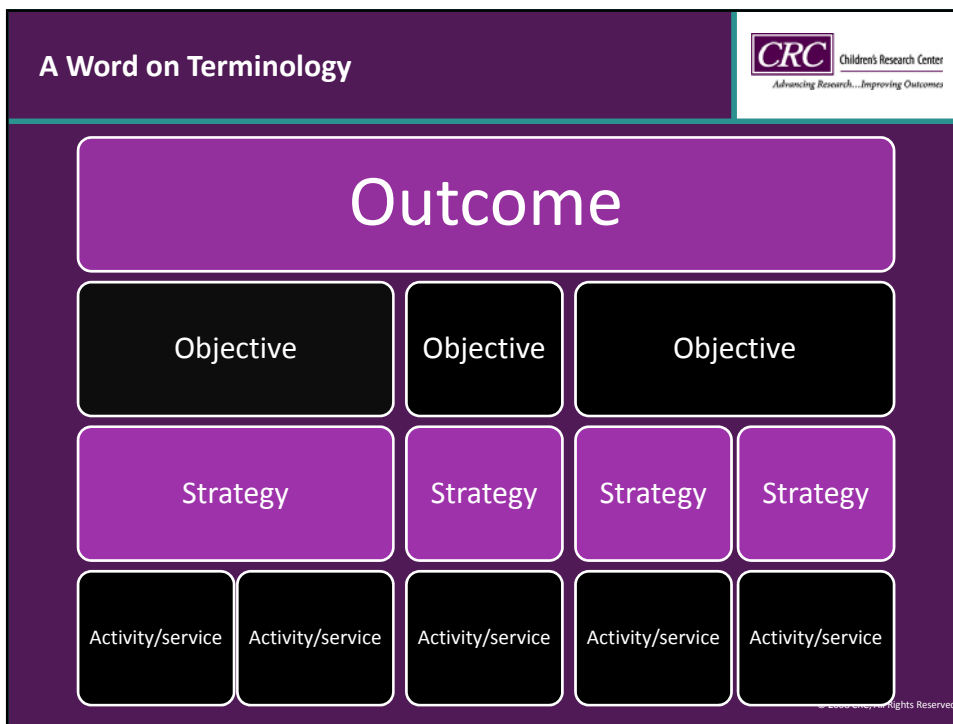 A Word on Terminology
CRC Children's Research Center
Advancing Research...Improving Outcomes
Outcome
Objective Objective Objective
Strategy Strategy Strategy Strategy
Activity/service Activity/service Activity/service Activity/service Activity/service
Rights Reserved